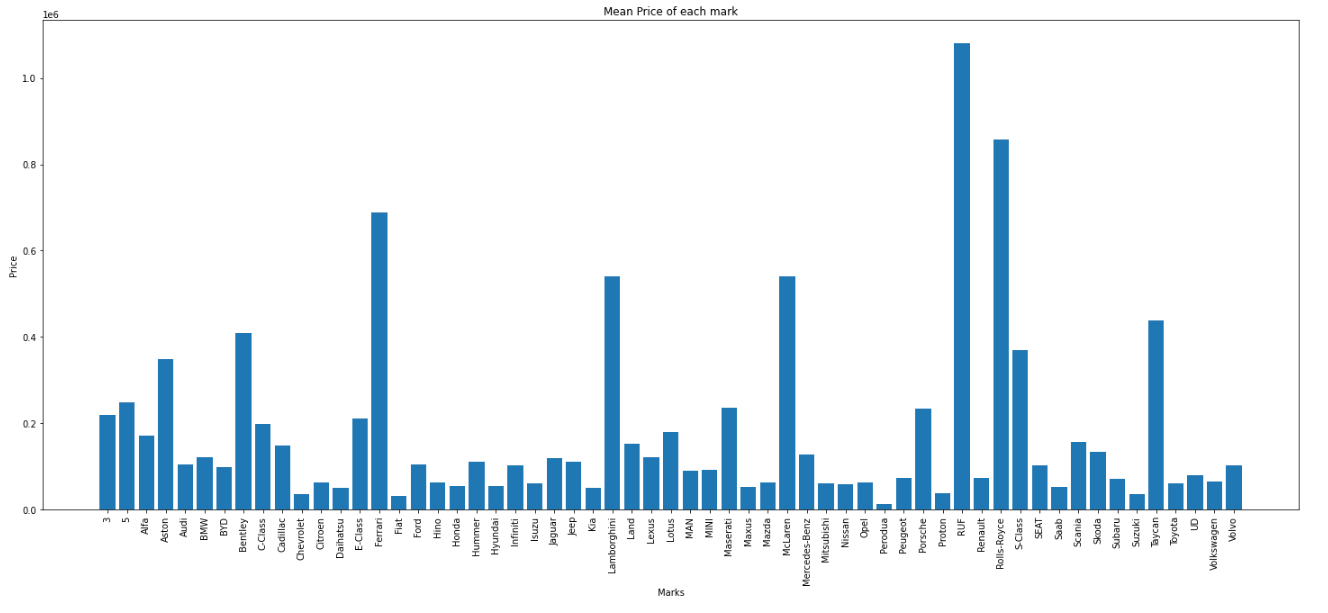 Mean Price of each mark
1e6
1.0
0.8
0.6
0.4
0.2
0.0
Price
3
5
Alfa
Aston
Audi
BMW
BYD
Bentley
C-Class
Cadillac
Chevrolet
Citroen
Daihatsu
E-Class
Ferrari
Fiat
Ford
Hino
Honda
Hummer
Hyundai
Infiniti
Isuzu
Jaguar
Jeep
Kia
Lamborghini
Land
Lexus
Lotus
MAN
MINI
Maserati
Maxus
Mazda
McLaren
Mercedes-Benz
Mitsubishi
Nissan
Opel
Perodua
Peugeot
Porsche
Proton
RUF
Renault
Rolls-Royce
S-Class
SEAT
Saab
Scania
Skoda
Subaru
Suzuki
Taycan
Toyota
UD
Volkswagen
Volvo
Marks